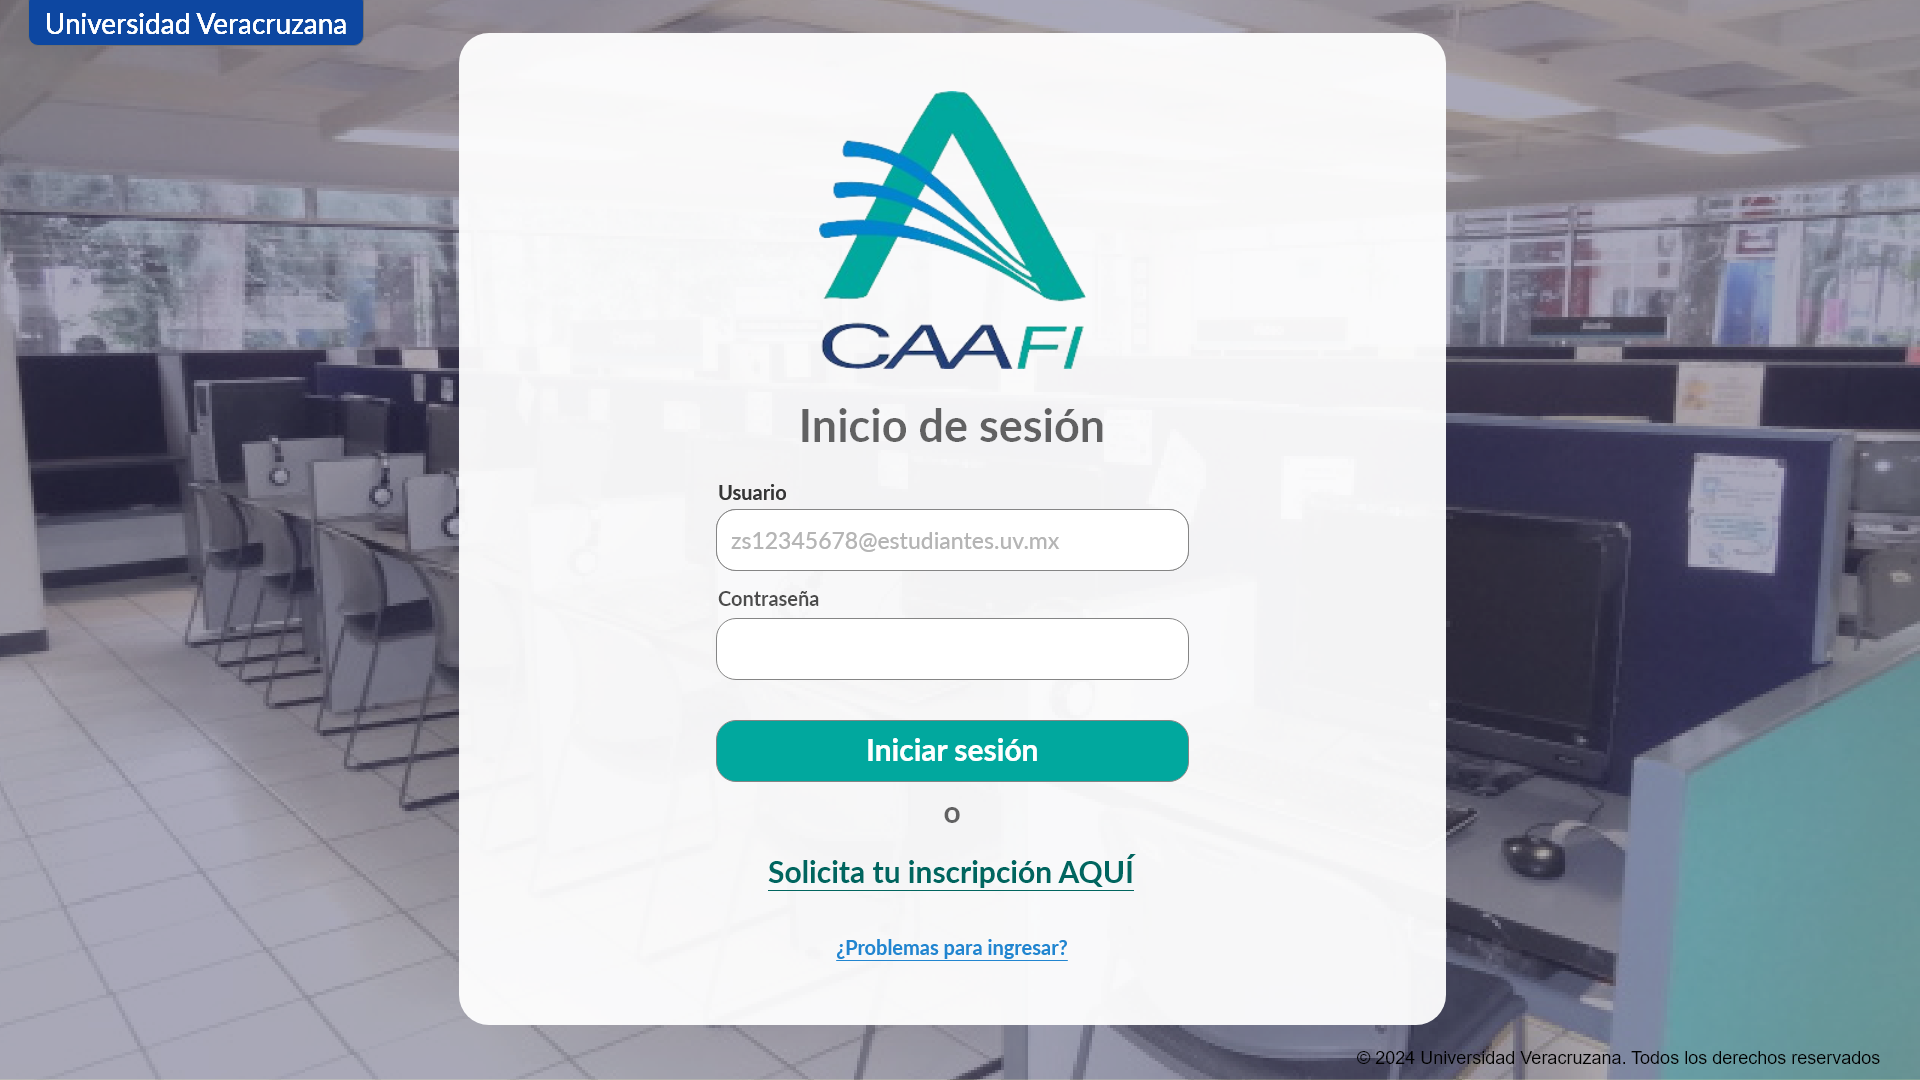 Universidad Veracruzana
CAAFI
Inicio de sesión
Usuario
zs12345678@estudiantes.uv.mx
Contraseña
Iniciar sesión
o
Solicita tu inscripción AQUÍ
¿Problemas para ingresar?
© 2024 Universidad Veracruzana. Todos los derechos reservados